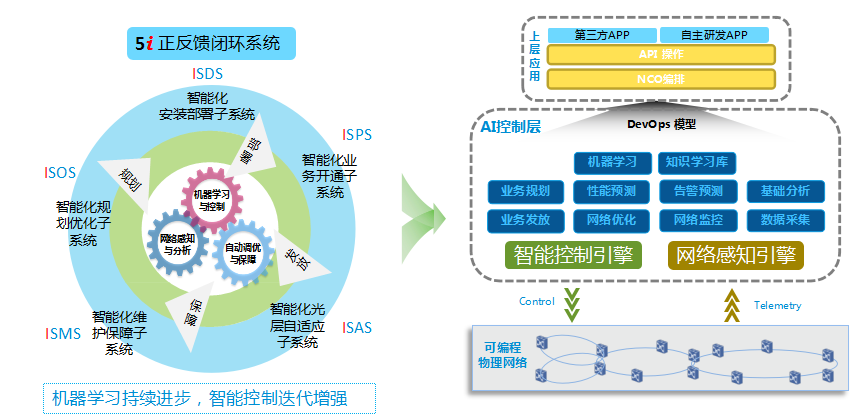 5i 正反馈闭环系统
ISDS
智能化
安装部署子系统
ISPS
智能化业
务开通子
系统
ISOS
智能化规
划优化子
系统
规划
部署
机器学习
与控制
网络感知
与分析
自动调优
与保障
发放
保障
智能化维
护保障子
系统
ISMS
智能化光
层自适应
子系统
ISAS
机器学习持续进步，智能控制迭代增强
上层应用
第三方APP
自主研发APP
API 操作
NCO编排
AI控制层
DevOps 模型
机器学习
知识学习库
业务规划
性能预测
告警预测
基础分析
业务发放
网络优化
网络监控
数据采集
智能控制引擎
网络感知引擎
Control
Telemetry
可编程
物理网络